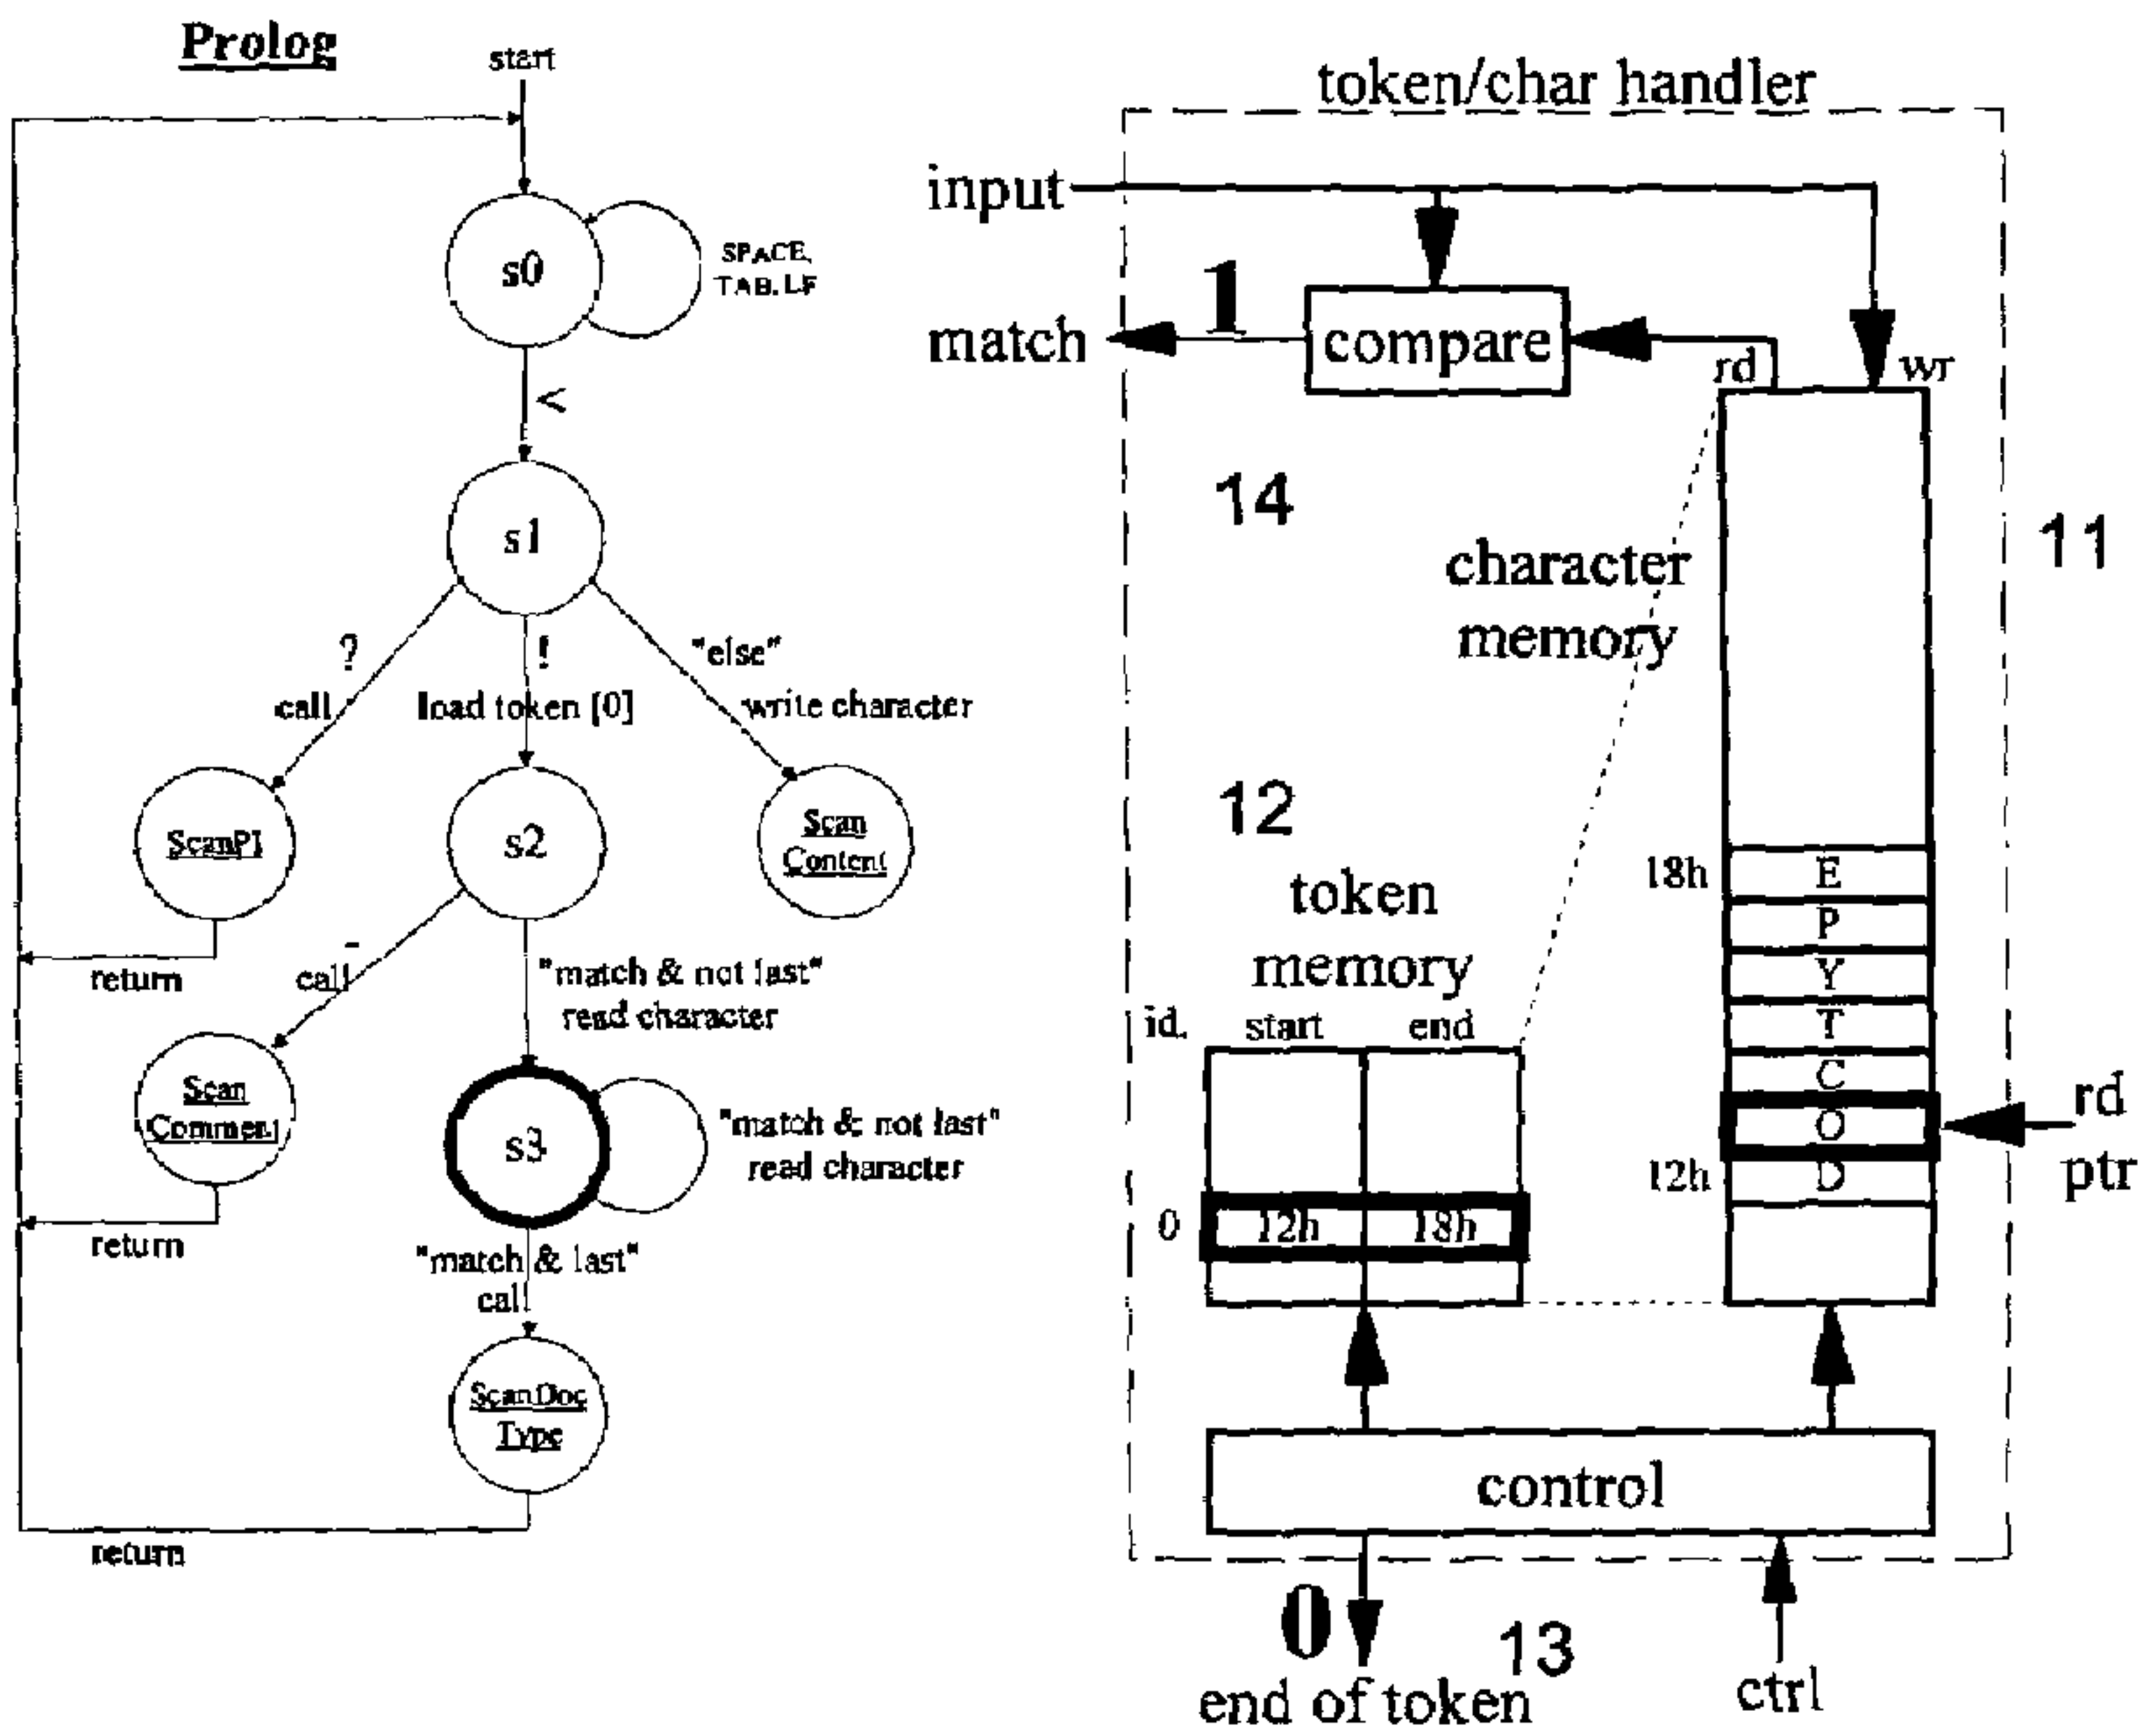 Prolog
start
s0
SPACE,
TAB, LF
<
s1
?
call
!
load token [0]
"else"
write character
ScanPI
s2
Scan
Content
return
-
call
"match & not last"
read character
Scan
Comment
s3
"match & not last"
read character
return
"match & last"
call
ScanDoc
Type
return
token/char handler
input
match
1
compare
rd
wr
14
character
memory
11
12
token
memory
id.
start
end
0
12h
18h
18h
E
P
Y
T
C
O
12h
D
rd
ptr
control
0
end of token
13
ctrl